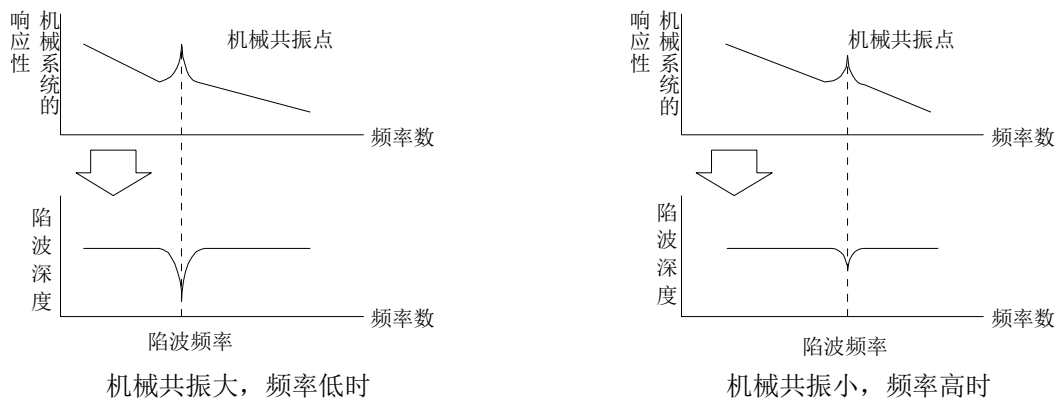 机械系统的
响应性
机械共振点
频率数
陷波深度
频率数
陷波频率
机械共振大，频率低时
机械系统的
响应性
机械共振点
频率数
陷波深度
频率数
陷波频率
机械共振小，频率高时